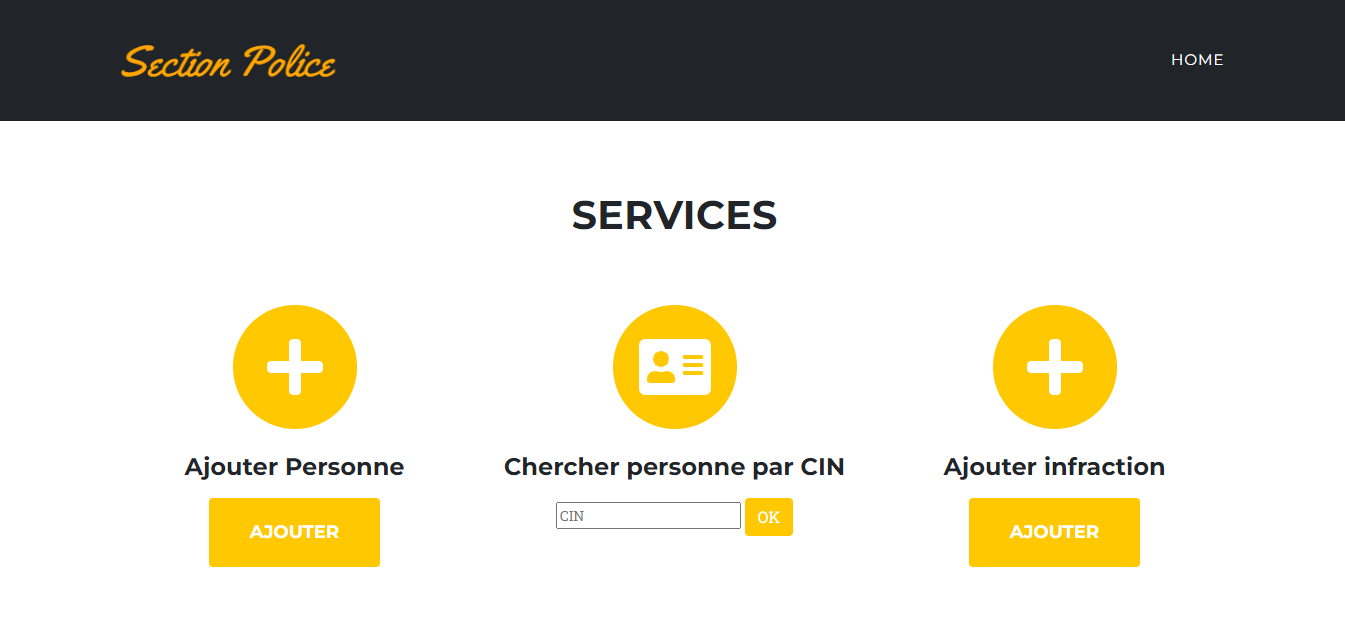 Section Police
HOME
SERVICES
Ajouter Personne
AJOUTER
Chercher personne par CIN
CIN
OK
Ajouter infraction
AJOUTER